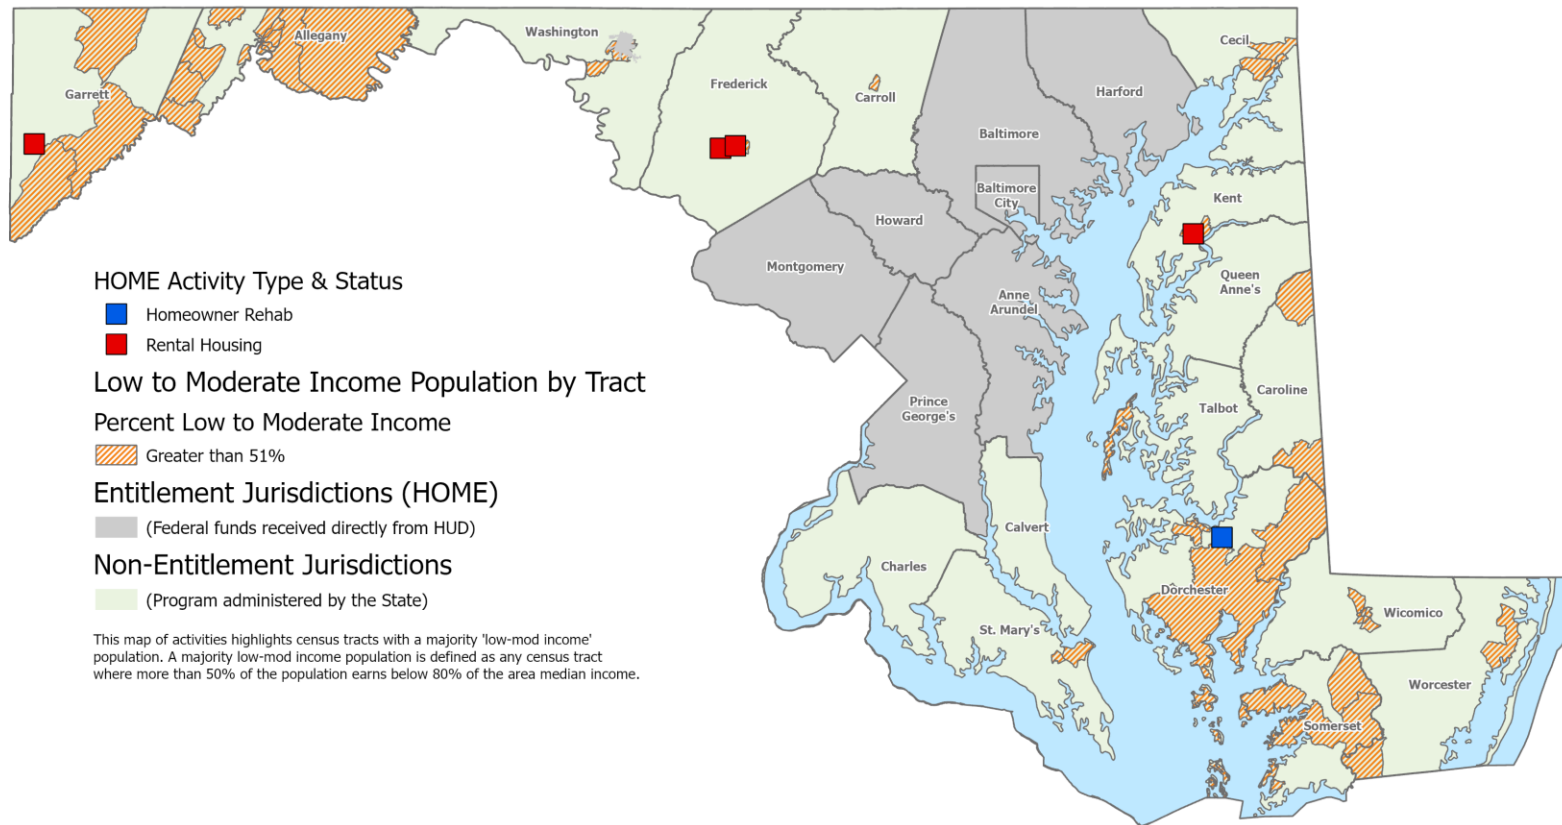 Allegany
Washington
Cecil
Garrett
Frederick
Carroll
Harford
Baltimore
Baltimore
City
Kent
Howard
Montgomery
Queen
Anne's
Anne
Arundel
Prince
George's
Talbot
Caroline
Calvert
Charles
Dorchester
St. Mary's
Wicomico
Worcester
Somerset
HOME Activity Type & Status
Homeowner Rehab
Rental Housing
Low to Moderate Income Population by Tract
Percent Low to Moderate Income
Greater than 51%
Entitlement Jurisdictions (HOME)
(Federal funds received directly from HUD)
Non-Entitlement Jurisdictions
(Program administered by the State)
This map of activities highlights census tracts with a majority 'low-mod income'
population. A majority low-mod income population is defined as any census tract
where more than 50% of the population earns below 80% of the area median income.